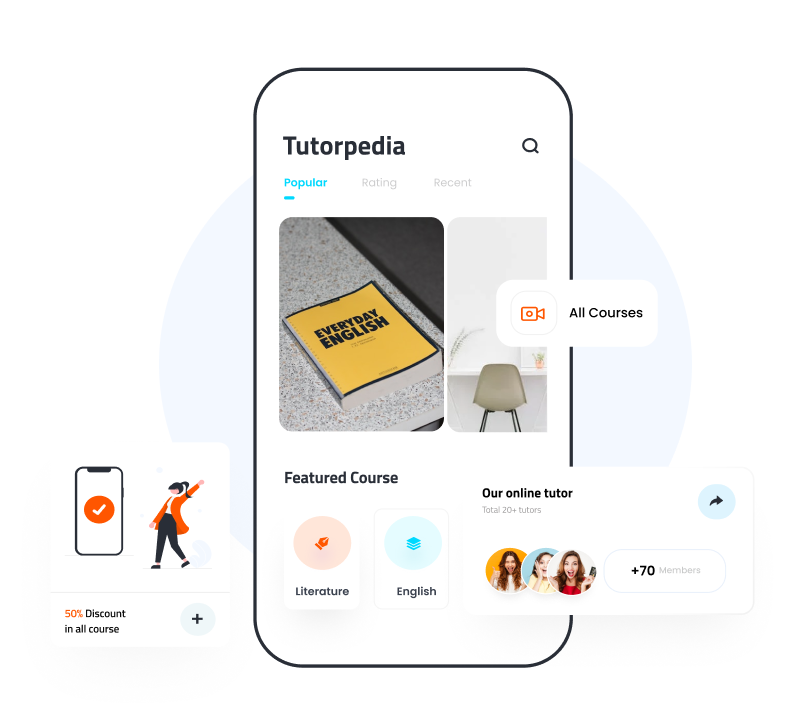 Tutorpedia
Popular
Rating
Recent
EVERYDAY
ENGLISH
All Courses
Featured Course
Literature
English
Our online tutor
Total 20+ tutors
+70 Members
50% Discount
in all course